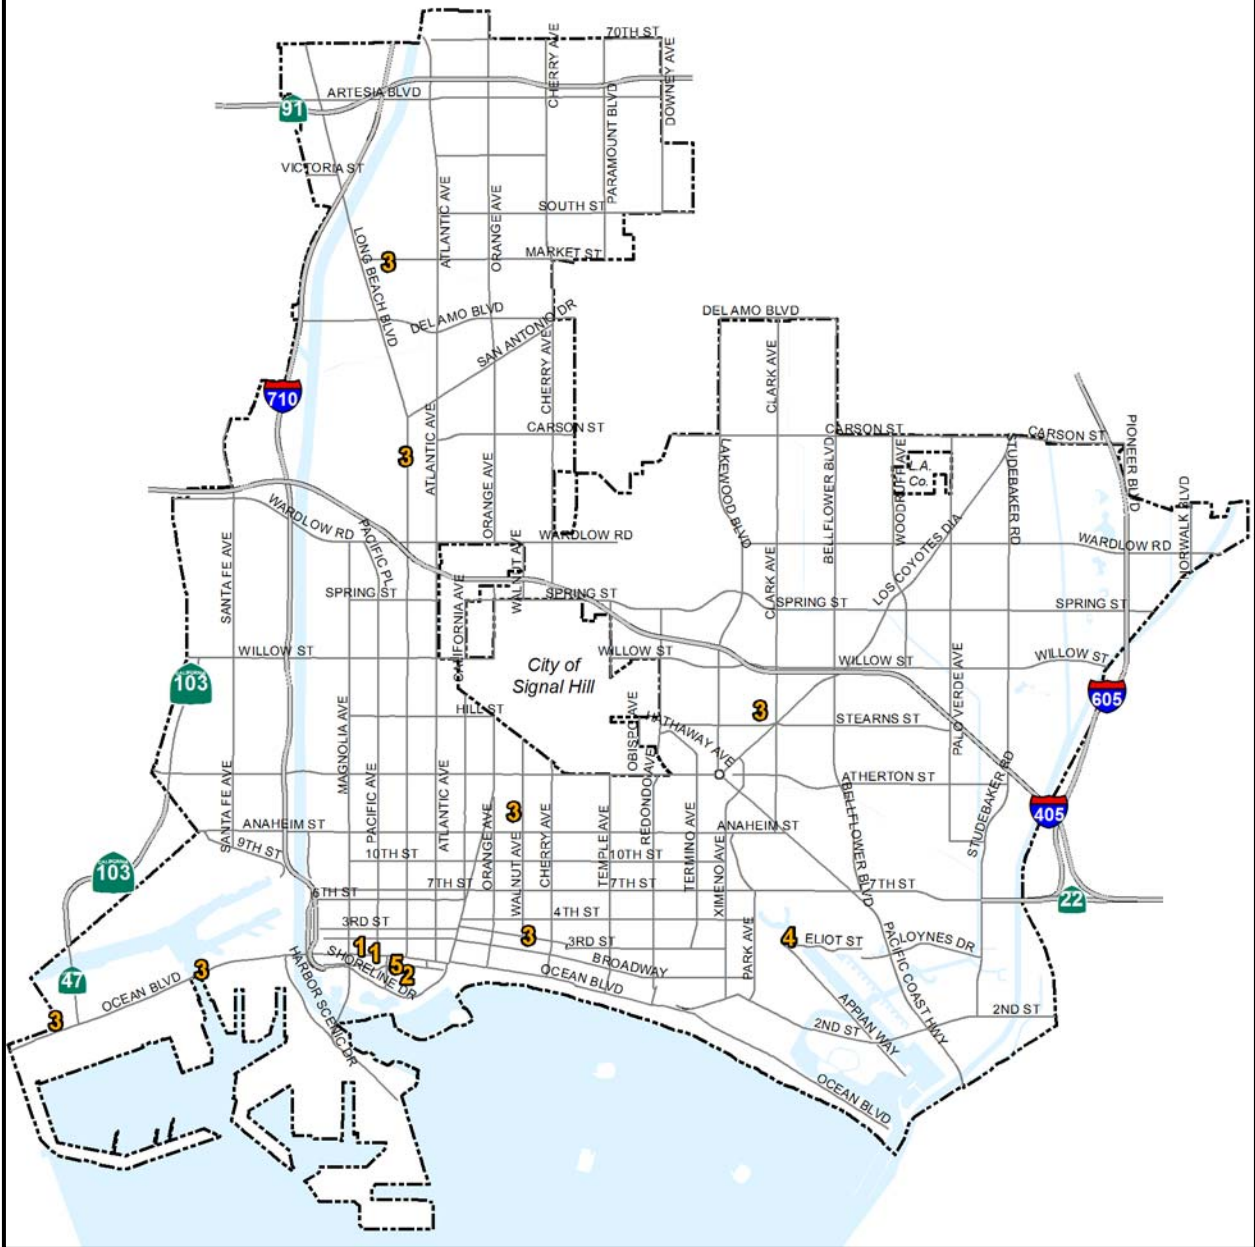 70TH ST
CHERRY AVE
DOWNEY AVE
ARTESIA BLVD
91
PARAMOUNT BLVD
VICTORIA ST
ATLANTIC AVE
ORANGE AVE
SOUTH ST
LONG BEACH BLVD
3
MARKET ST
DEL AMO BLVD
SAN ANTONIO DR
DEL AMO BLVD
CHERRY AVE
CLARK AVE
710
ATLANTIC AVE
CARSON ST
CARSON ST
CARSON ST
3
ORANGE AVE
LAKEWOOD BLVD
BELLFLOWER BLVD
WOODRUFF AVE
L.A.
Co.
STUDEBAKER RD
PIONEER BLVD
NORWALK BLVD
WARDLOW RD
PACIFIC PL
WARDLOW RD
WARDLOW RD
SANTA FE AVE
WALNUT AVE
LOS COYOTES DIA
CALIFORNIA AVE
CLARK AVE
SPRING ST
SPRING ST
SPRING ST
SPRING ST
WILLOW ST
WILLOW ST
WILLOW ST
WILLOW ST
City of
Signal Hill
CALIFORNIA
103
605
MAGNOLIA AVE
HILL ST
OBISPO AVE
HATHAWAY AVE
3
STEARNS ST
PALO VERDE AVE
SANTA FE AVE
PACIFIC AVE
ATLANTIC AVE
REDONDO AVE
ATHERTON ST
STUDEBAKER RD
405
3
ANAHEIM ST
ANAHEIM ST
9TH ST
ORANGE AVE
WALNUT AVE
CHERRY AVE
TEMPLE AVE
TERMINO AVE
XIMENO AVE
BELLFLOWER BLVD
CALIFORNIA
103
10TH ST
10TH ST
6TH ST
7TH ST
7TH ST
7TH ST
22
3RD ST
4TH ST
3
3RD ST
PARK AVE
4
ELIOT ST
LOYNES DR
PACIFIC COAST HWY
1
1
5
2
SHORELINE DR
BROADWAY
OCEAN BLVD
47
OCEAN BLVD
3
3
HARBOR SCENIC DR
2ND ST
APPIAN WAY
2ND ST
OCEAN BLVD